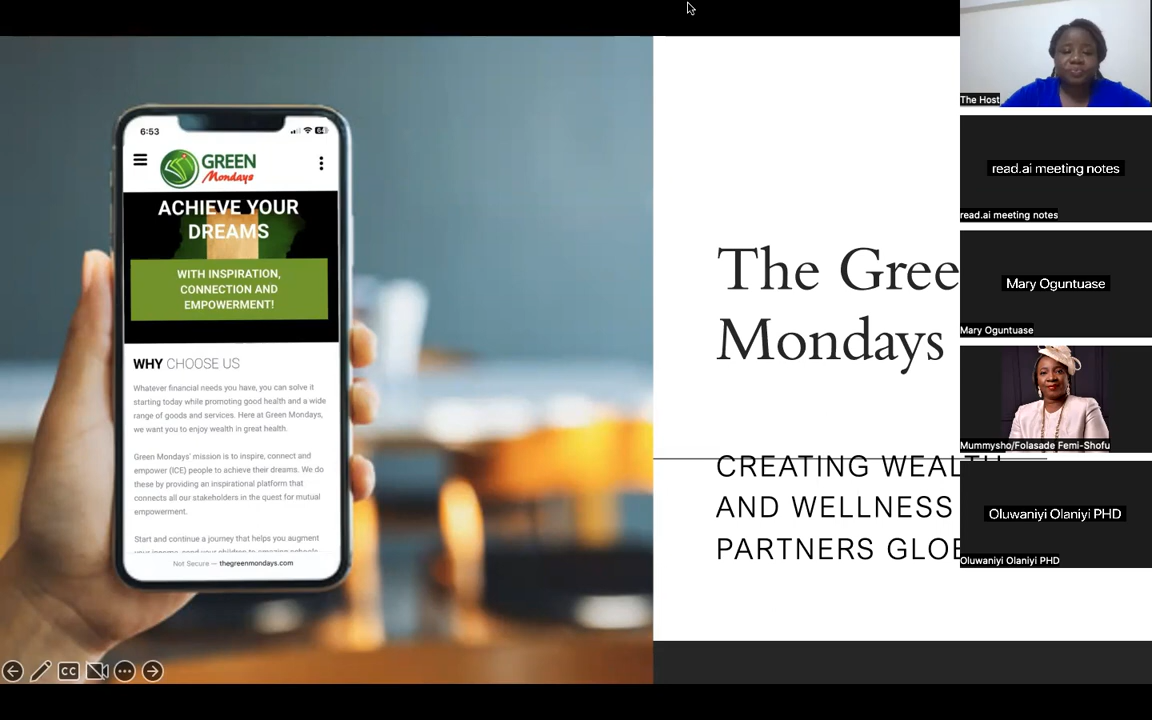 6:53
64
GREEN
Mondays
ACHIEVE YOUR
DREAMS
WITH INSPIRATION,
CONNECTION AND
EMPOWERMENT!
WHY CHOOSE US
Whatever financial needs you have, you can solve it
starting today while promoting good health and a wide
range of goods and services. Here at Green Mondays,
we want you to enjoy wealth in great health.
Green Mondays' mission is to inspire, connect and
empower (ICE) people to achieve their dreams. We do
these by providing an inspirational platform that
connects all our stakeholders in the quest for mutual
empowerment.
Start and continue a journey that helps you augment
Not Secure — thegreenmondays.com
The Gree
Mondays
CREATING WEALTH
AND WELLNESS
PARTNERS GLOB
CC
The Host
read.ai meeting notes
read.ai meeting notes
Mary Oguntuase
Mary Oguntuase
Mummysho/Folasade Femi-Shofu
Oluwaniyi Olaniyi PHD
Oluwaniyi Olaniyi PHD